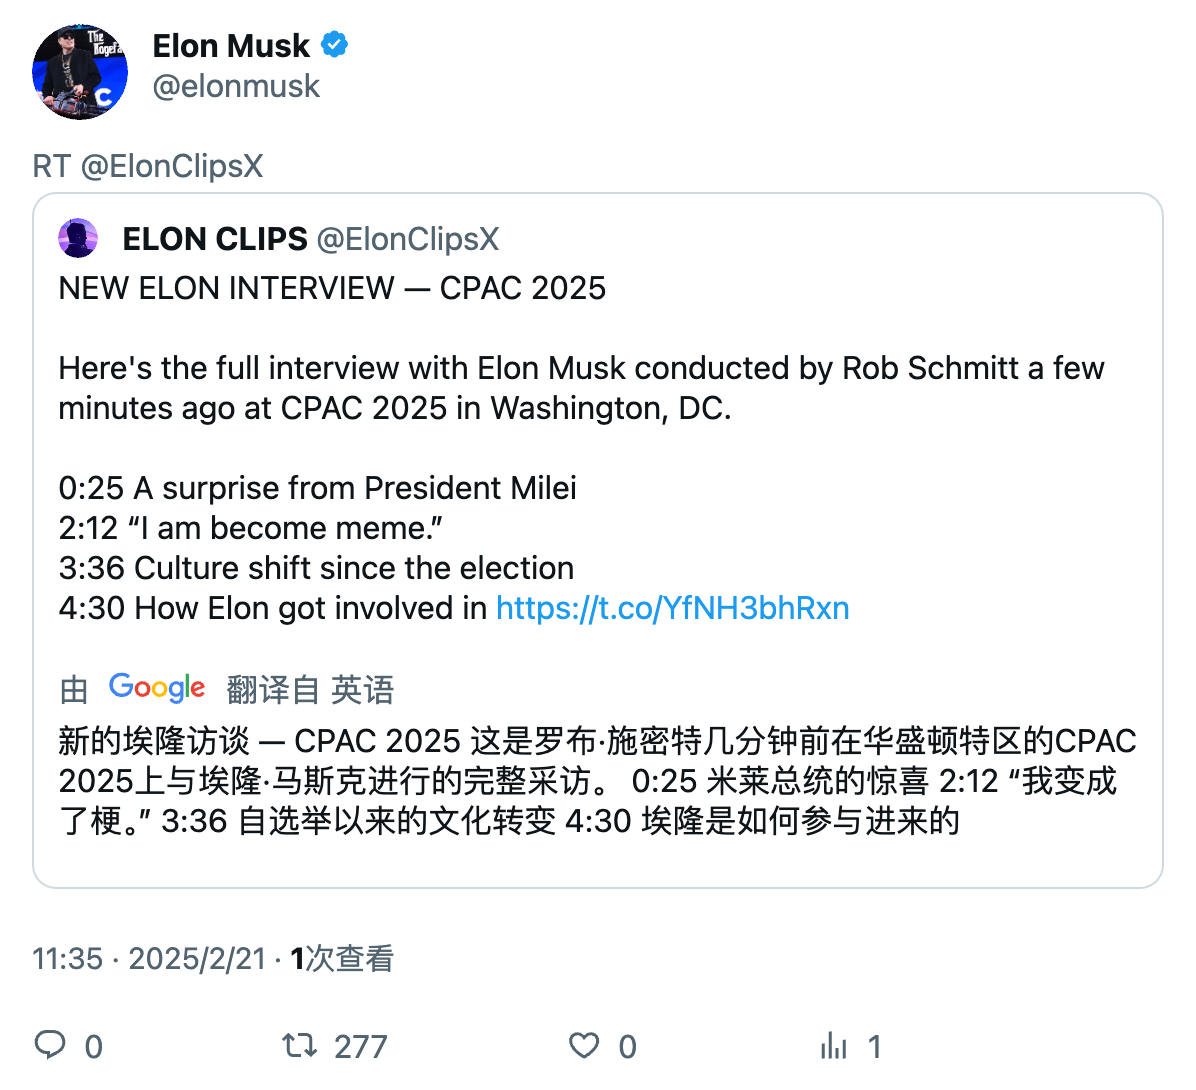 The
Elon Musk
@elonmusk
RT @ElonClipsX
ELON CLIPS @ElonClipsX
NEW ELON INTERVIEW — CPAC 2025
Here's the full interview with Elon Musk conducted by Rob Schmitt a few
minutes ago at CPAC 2025 in Washington, DC.
0:25 A surprise from President Milei
2:12 “I am become meme.”
3:36 Culture shift since the election
4:30 How Elon got involved in https://t.co/YfNH3bhRxn
由 Google 翻译自 英语
新的埃隆访谈 — CPAC 2025 这是罗布·施密特几分钟前在华盛顿特区的CPAC
2025上与埃隆·马斯克进行的完整采访。 0:25 米莱总统的惊喜 2:12 “我变成
了梗。” 3:36 自选举以来的文化转变 4:30 埃隆是如何参与进来的
11:35 · 2025/2/21 · 1次查看
0 277 0 1